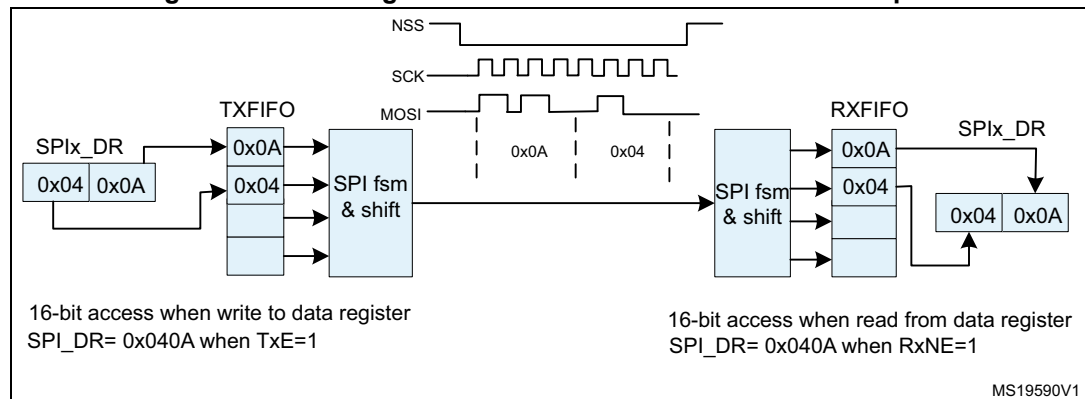 NSS
SCK
MOSI
TXFIFO
RXFIFO
SPIx_DR
SPIx_DR
0x0A
0x0A
0x04
0x0A
0x04 0x0A
0x04
SPI fsm
& shift
SPI fsm
& shift
0x04
0x04 0x0A
16-bit access when write to data register
SPI_DR= 0x040A when TxE=1
16-bit access when read from data register
SPI_DR= 0x040A when RxNE=1
MS19590V1